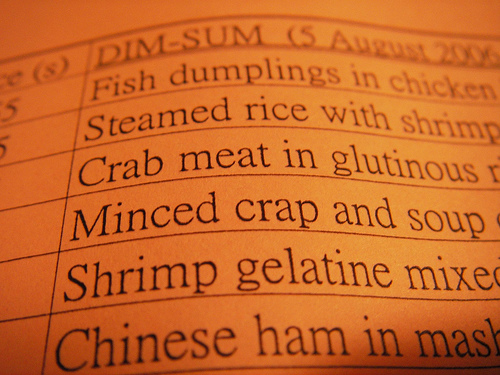 ce (s) DIM-SUM (5 August 2006
5 Fish dumplings in chicken
5 Steamed rice with shrimp
Crab meat in glutinous
Minced crap and soup
Shrimp gelatine mixed
Chinese ham in mash